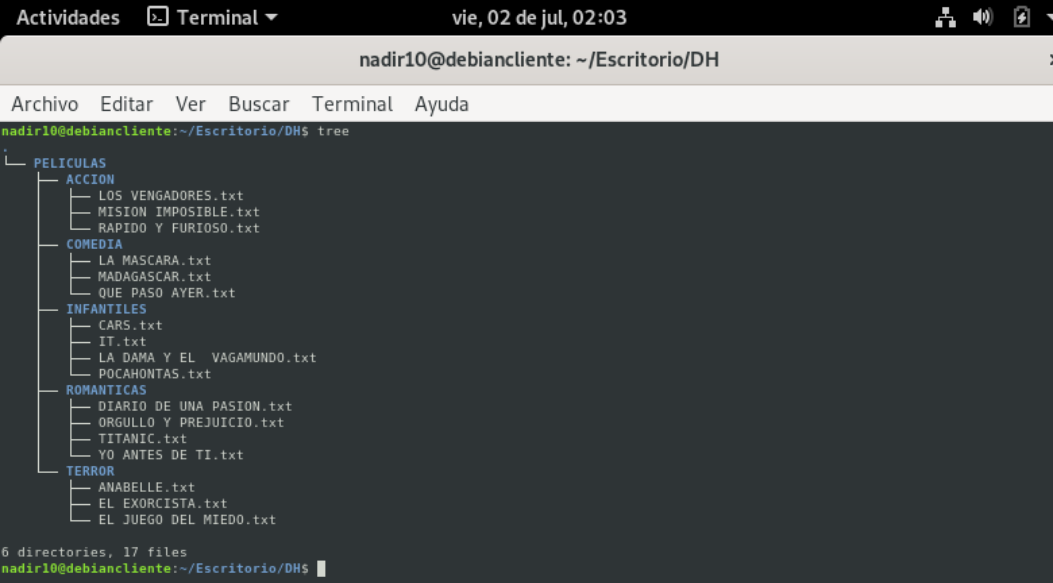 Actividades Terminal vie, 02 de jul, 02:03
nadir10@debiancliente: ~/Escritorio/DH
Archivo Editar Ver Buscar Terminal Ayuda
nadir10@debiancliente:~/Escritorio/DH$ tree
.
└── PELICULAS
    ├── ACCION
    │   ├── LOS VENGADORES.txt
    │   ├── MISION IMPOSIBLE.txt
    │   └── RAPIDO Y FURIOSO.txt
    ├── COMEDIA
    │   ├── LA MASCARA.txt
    │   ├── MADAGASCAR.txt
    │   └── QUE PASO AYER.txt
    ├── INFANTILES
    │   ├── CARS.txt
    │   ├── IT.txt
    │   ├── LA DAMA Y EL  VAGAMUNDO.txt
    │   └── POCAHONTAS.txt
    ├── ROMANTICAS
    │   ├── DIARIO DE UNA PASION.txt
    │   ├── ORGULLO Y PREJUICIO.txt
    │   ├── TITANIC.txt
    │   └── YO ANTES DE TI.txt
    └── TERROR
        ├── ANABELLE.txt
        ├── EL EXORCISTA.txt
        └── EL JUEGO DEL MIEDO.txt
6 directories, 17 files
nadir10@debiancliente:~/Escritorio/DH$